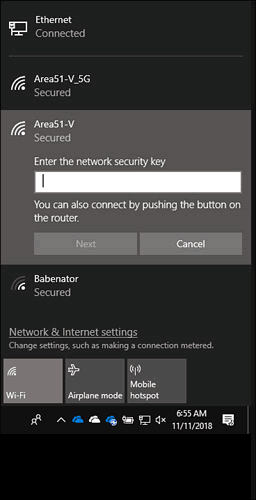 Ethernet
Connected
Area51-V_5G
Secured
Area51-V
Secured
Enter the network security key
You can also connect by pushing the button on
the router.
Next
Cancel
Babenator
Secured
Network & Internet settings
Change settings, such as making a connection metered.
Wi-Fi
Airplane mode
Mobile
hotspot
6:55 AM
11/11/2018